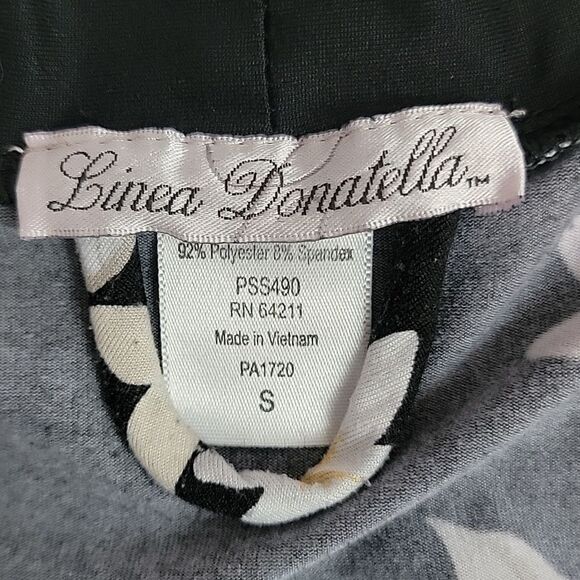 Linea Donatella™
92% Polyester 8% Spandex
PSS490
RN 64211
Made in Vietnam
PA1720
S